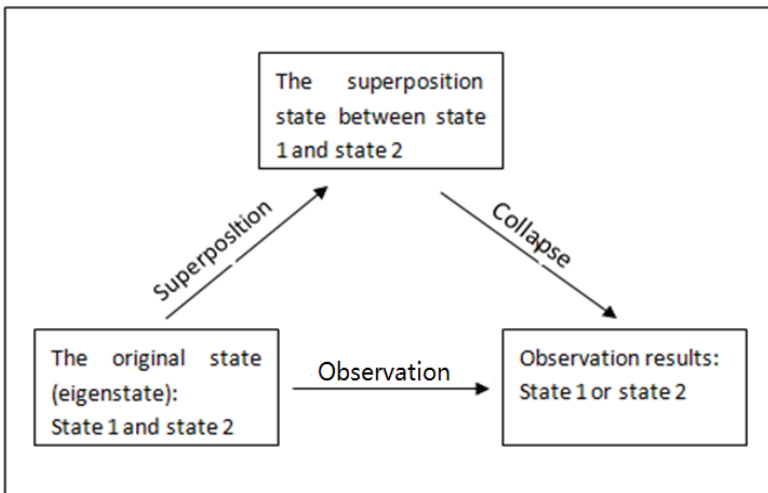 The superposition
state between state
1 and state 2
Superposition
Collapse
The original state
(eigenstate):
State 1 and state 2
Observation
Observation results:
State 1 or state 2